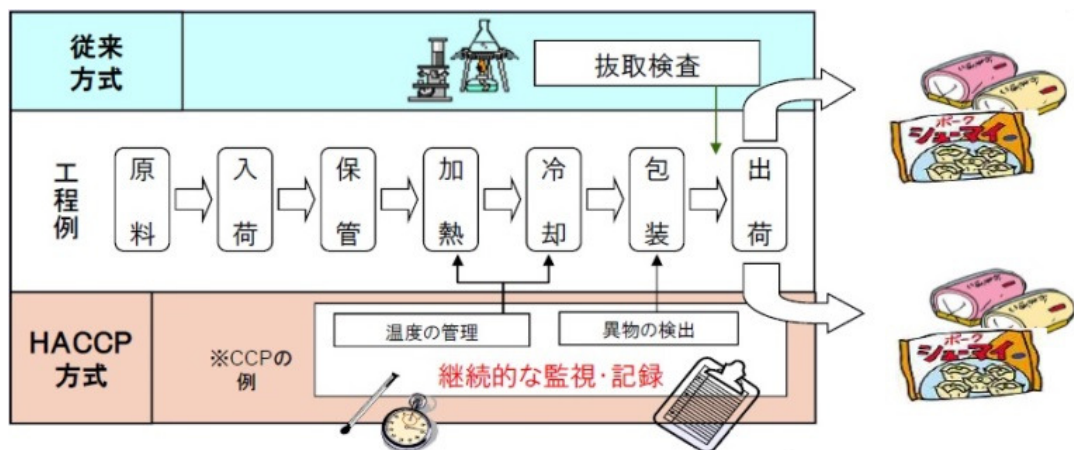 従来
方式
抜取検査
工程例
原料
入荷
保管
加熱
冷却
包装
出荷
HACCP
方式
※CCPの
例
温度の管理
異物の検出
継続的な監視・記録
ポーク
シューマイ
ポーク
シューマイ